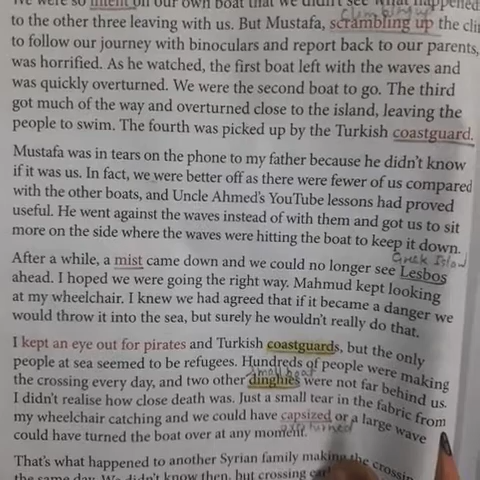 We were so intent on our own boat that we didn't see what happened
climbing up
to the other three leaving with us. But Mustafa, scrambling up the
to follow our journey with binoculars and report back to our parents,
was horrified. As he watched, the first boat left with the waves and
was quickly overturned. We were the second boat to go. The third
got much of the way and overturned close to the island, leaving the
people to swim. The fourth was picked up by the Turkish coastguard.
Mustafa was in tears on the phone to my father because he didn't know
if it was us. In fact, we were better off as there were fewer of us compared
with the other boats, and Uncle Ahmed's YouTube lessons had proved
useful. He went against the waves instead of with them and got us to sit
more on the side where the waves were hitting the boat to keep it down.
Greek Island
After a while, a mist came down and we could no longer see Lesbos
ahead. I hoped we were going the right way. Mahmud kept looking
at my wheelchair. I knew we had agreed that if it became a danger we
would throw it into the sea, but surely he wouldn't really do that.
I kept an eye out for pirates and Turkish coastguards, but the only
people at sea seemed to be refugees. Hundreds of people were making
small boat
the crossing every day, and two other dinghies were not far behind us.
I didn't realise how close death was. Just a small tear in the fabric from
my wheelchair catching and we could have capsized or a large wave
overturned
could have turned the boat over at any moment.
That's what happened to another Syrian family making the
the same day. We didn't know then, but crossing